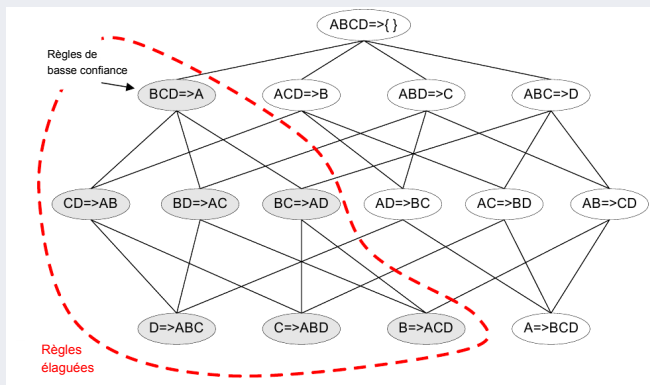 ABCD=>{ }
Règles de
basse confiance
BCD=>A
ACD=>B
ABD=>C
ABC=>D
CD=>AB
BD=>AC
BC=>AD
AD=>BC
AC=>BD
AB=>CD
D=>ABC
C=>ABD
B=>ACD
A=>BCD
Règles
élaguées